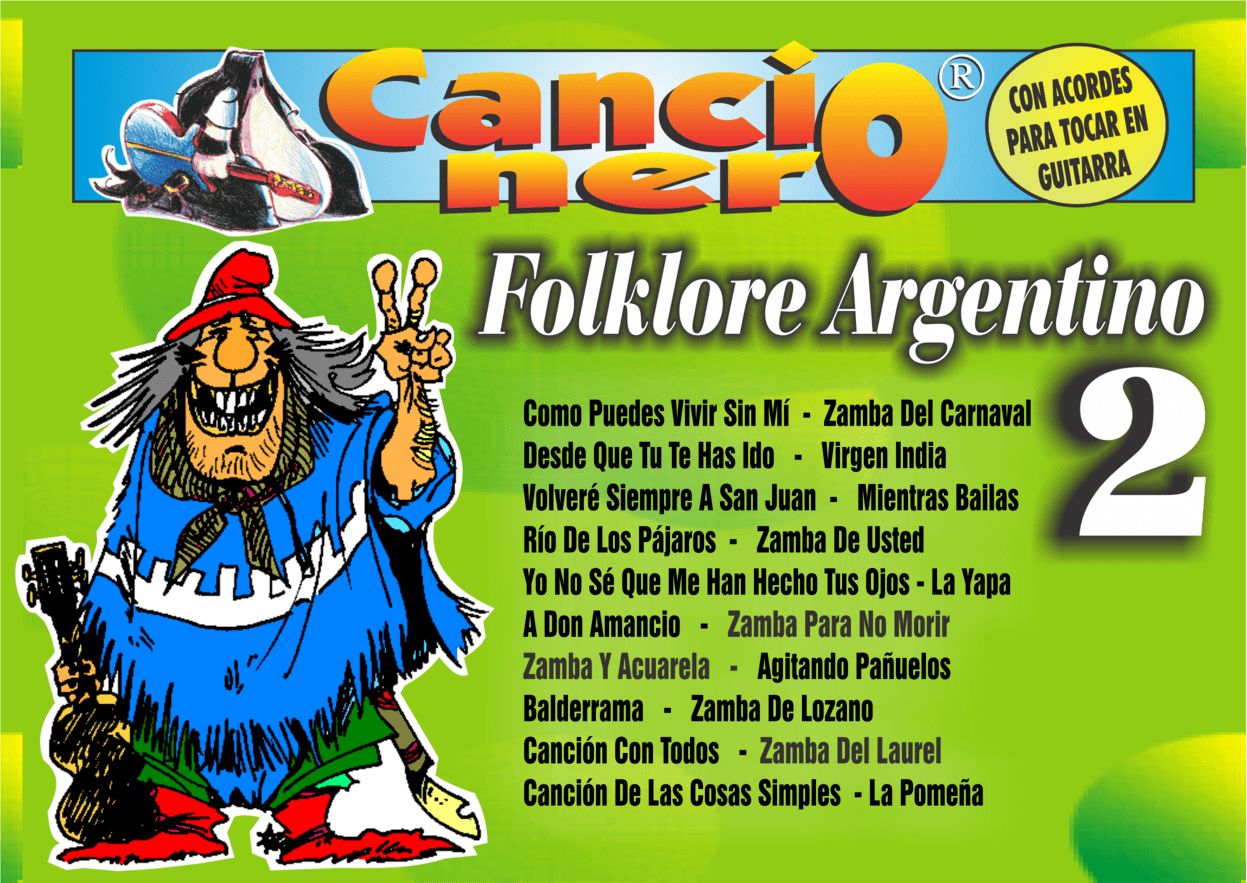 Cancio
nero
®
CON ACORDES
PARA TOCAR EN
GUITARRA
Folklore Argentino
2
Como Puedes Vivir Sin Mí - Zamba Del Carnaval
Desde Que Tu Te Has Ido - Virgen India
Volveré Siempre A San Juan - Mientras Bailas
Río De Los Pájaros - Zamba De Usted
Yo No Sé Que Me Han Hecho Tus Ojos - La Yapa
A Don Amancio - Zamba Para No Morir
Zamba Y Acuarela - Agitando Pañuelos
Balderrama - Zamba De Lozano
Canción Con Todos - Zamba Del Laurel
Canción De Las Cosas Simples - La Pomeña